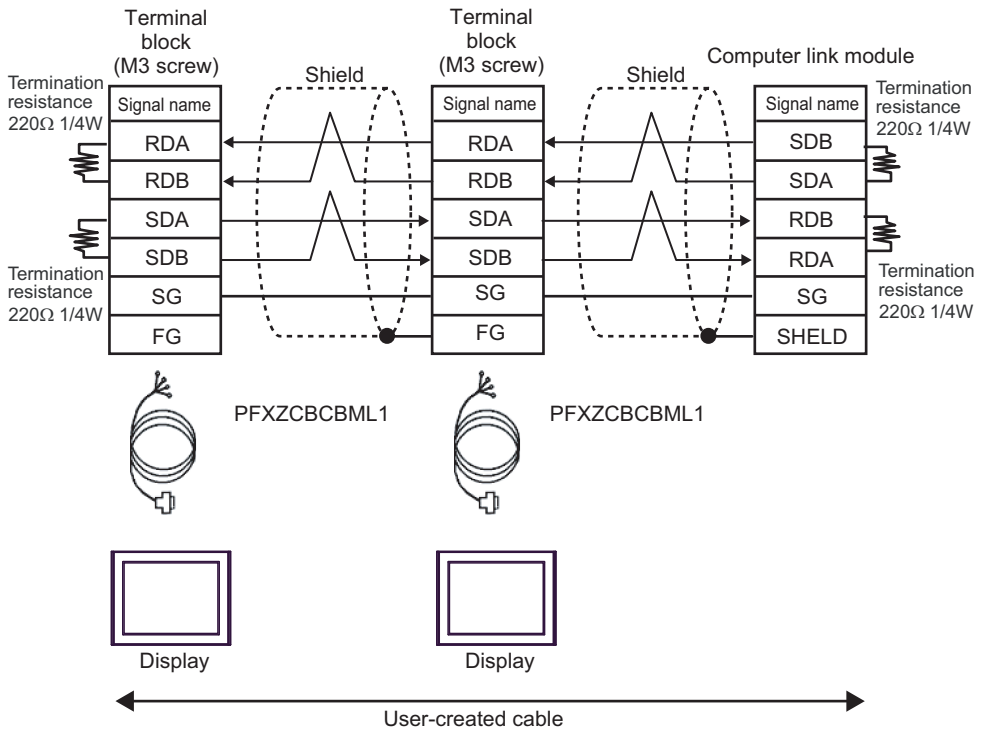 Terminal
block
(M3 screw)
Terminal
block
(M3 screw)
Computer link module
Shield
Shield
Termination
resistance
220Ω 1/4W
Termination
resistance
220Ω 1/4W
Signal name
Signal name
Signal name
RDA
RDA
SDB
RDB
RDB
SDA
SDA
SDA
RDB
SDB
SDB
RDA
Termination
resistance
220Ω 1/4W
Termination
resistance
220Ω 1/4W
SG
SG
SG
FG
FG
SHELD
PFXZCBCBML1
PFXZCBCBML1
Display
Display
User-created cable